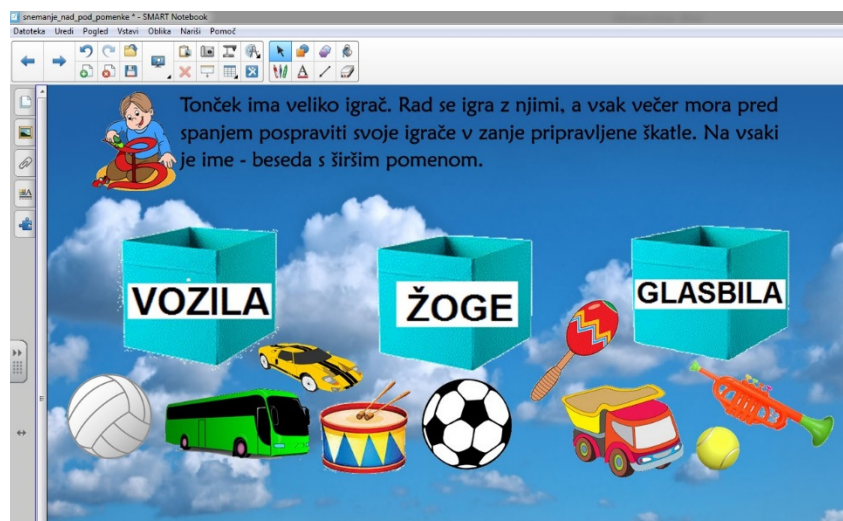 snemanje_nad_pod_pomenke * - SMART Notebook
Datoteka Uredi Pogled Vstavi Oblika Nariši Pripomoč Pomoč
Tonček ima veliko igrač. Rad se igra z njimi, a vsak večer mora pred
spanjem pospraviti svoje igrače v zanje pripravljene škatle. Na vsaki
je ime - beseda s širšim pomenom.
VOZILA
ŽOGE
GLASBILA